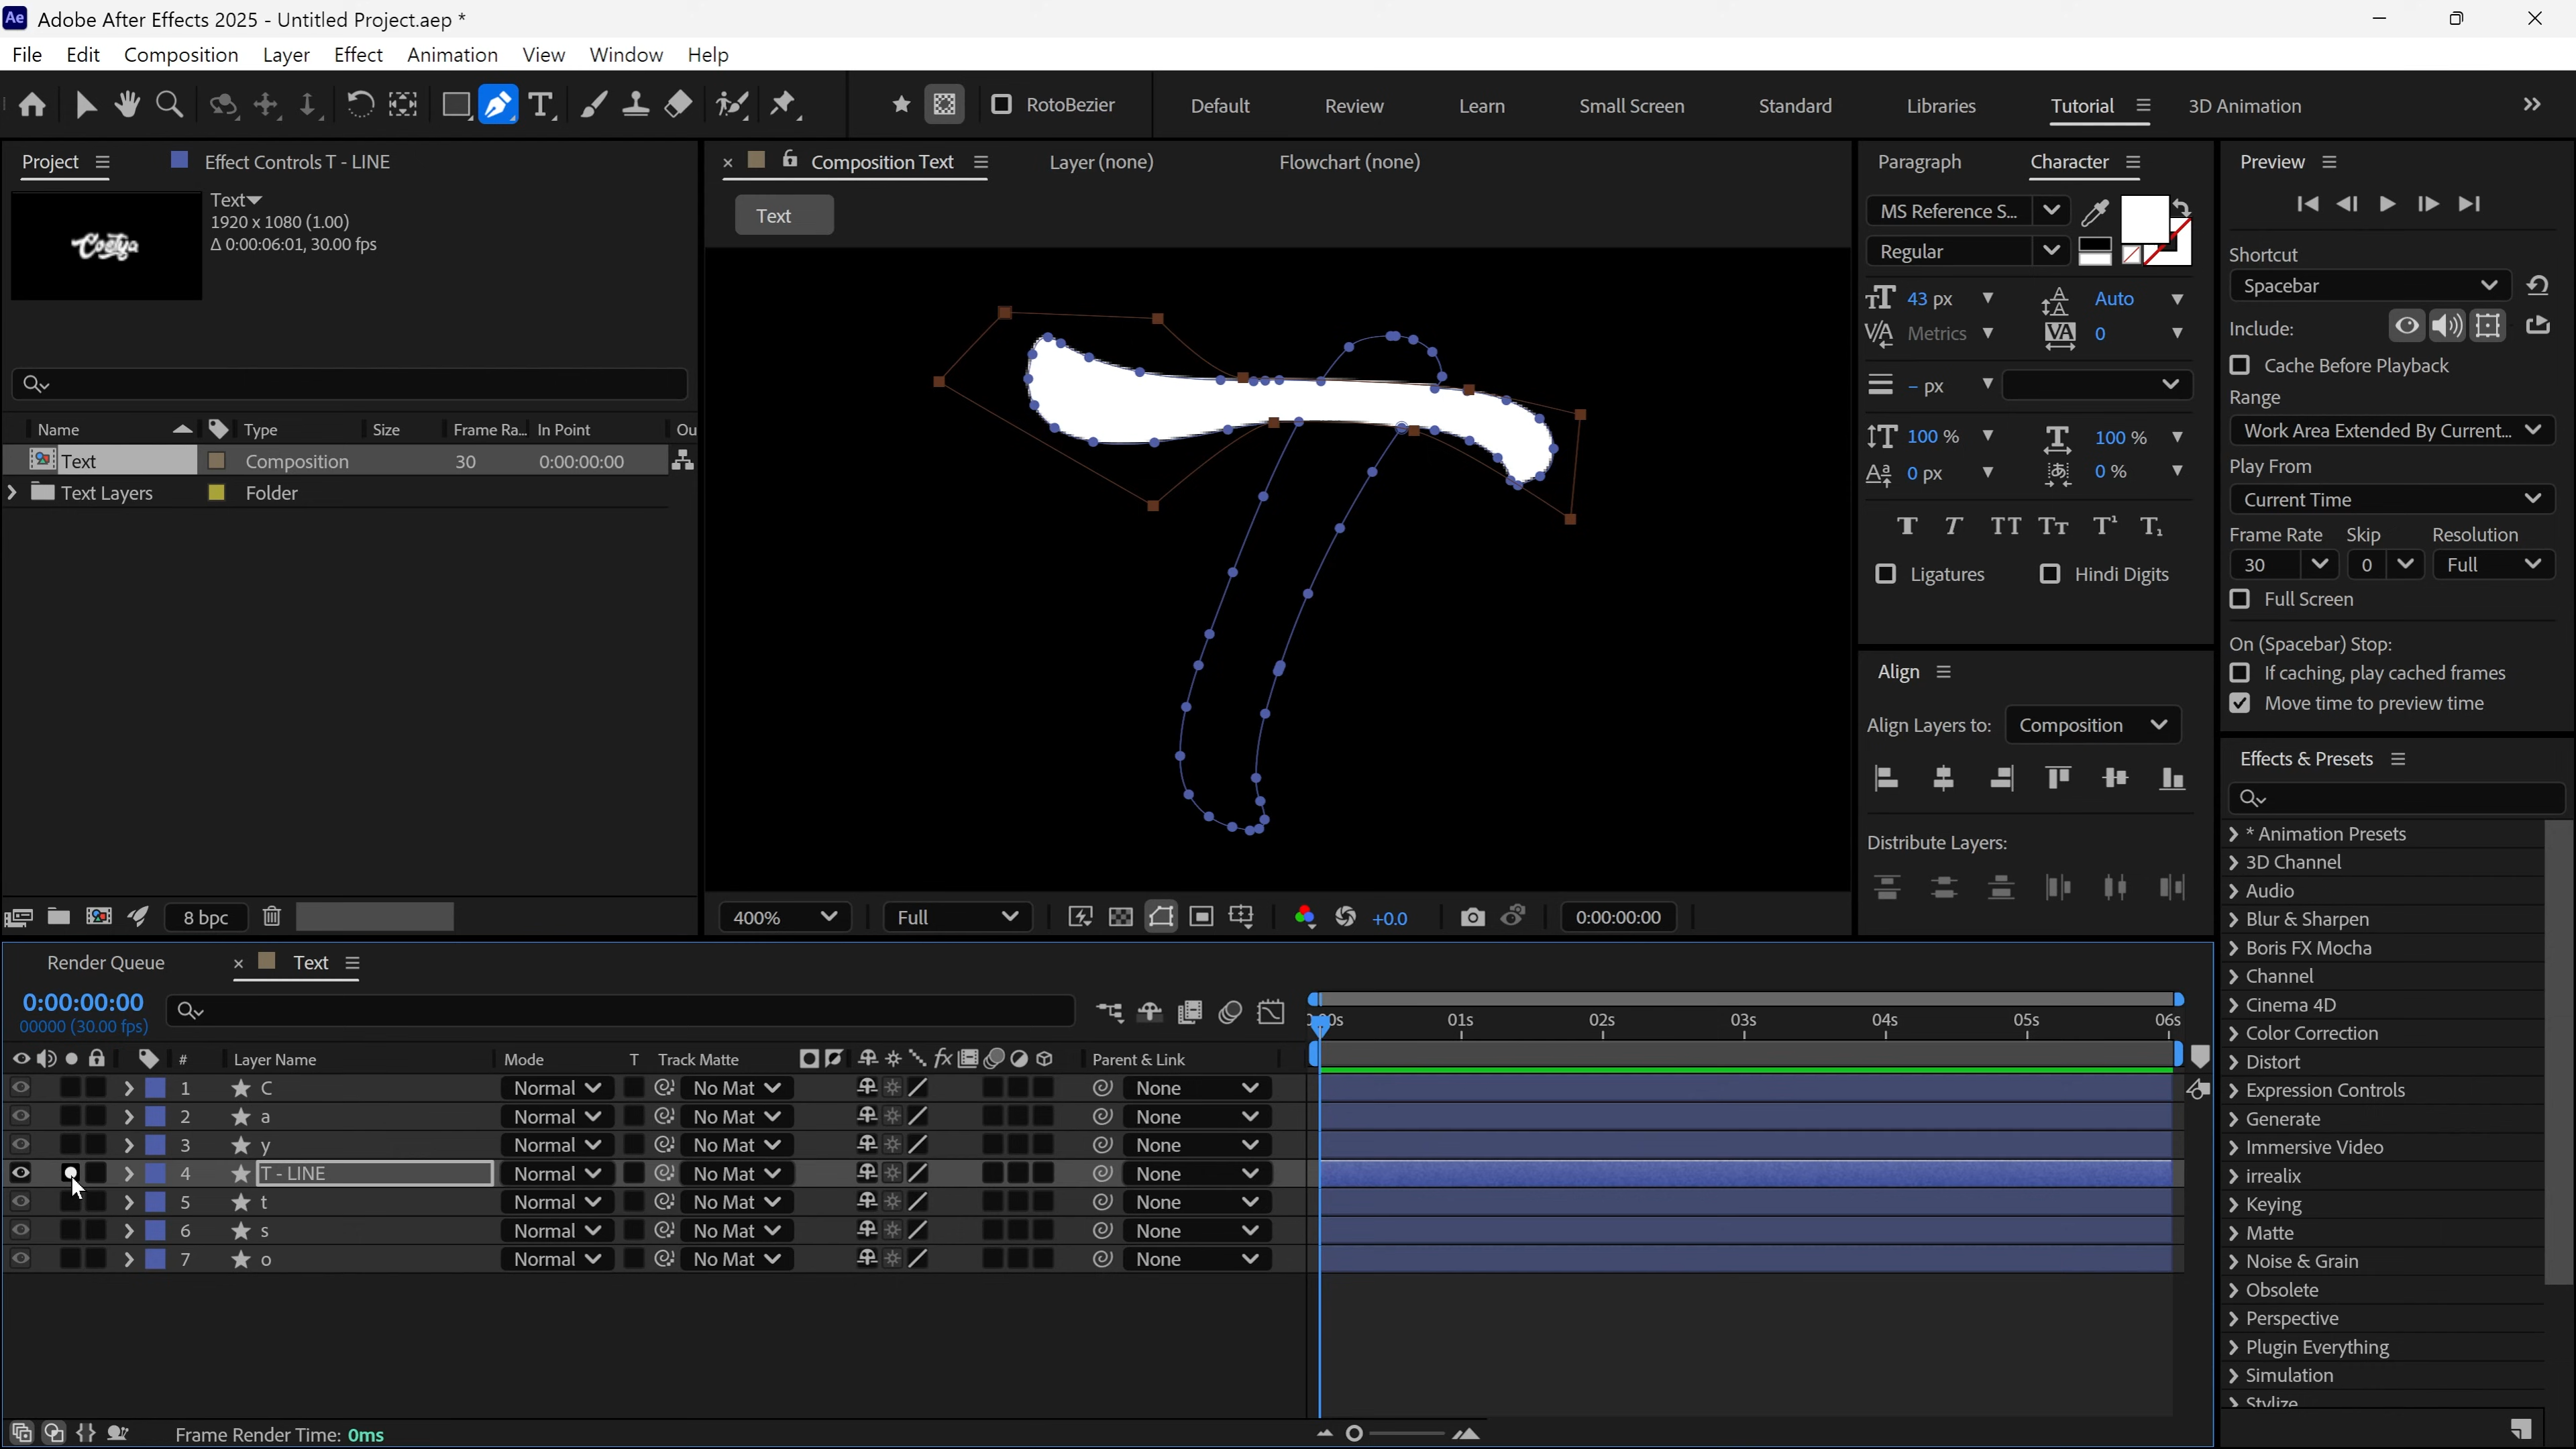 Ae Adobe After Effects 2025 - Untitled Project.aep *
File Edit Composition Layer Effect Animation View Window Help
RotoBezier Default Review Learn Small Screen Standard Libraries Tutorial 3D Animation
Project Effect Controls T - LINE
Text
1920 x 1080 (1.00)
Δ 0:00:06:01, 30.00 fps
Name Type Size Frame Ra... In Point Ou
Text Composition 30 0:00:00:00
Text Layers Folder
8 bpc
Composition Text Layer (none) Flowchart (none)
Text
400% Full +0.0 0:00:00:00
Paragraph Character
MS Reference S...
Regular
43 px Auto
Metrics 0
- px
100 % 100 %
0 px 0 %
Ligatures Hindi Digits
Align
Align Layers to: Composition
Distribute Layers:
Preview
Shortcut
Spacebar
Include:
Cache Before Playback
Range
Work Area Extended By Current...
Play From
Current Time
Frame Rate Skip Resolution
30 0 Full
Full Screen
On (Spacebar) Stop:
If caching, play cached frames
Move time to preview time
Effects & Presets
* Animation Presets
3D Channel
Audio
Blur & Sharpen
Boris FX Mocha
Channel
Cinema 4D
Color Correction
Distort
Expression Controls
Generate
Immersive Video
irrealix
Keying
Matte
Noise & Grain
Obsolete
Perspective
Plugin Everything
Simulation
Stylize
Render Queue Text
0:00:00:00
00000 (30.00 fps)
01s 02s 03s 04s 05s 06s
# Layer Name Mode T Track Matte Parent & Link
1 C Normal No Mat None
2 a Normal No Mat None
3 y Normal No Mat None
4 T - LINE Normal No Mat None
5 t Normal No Mat None
6 s Normal No Mat None
7 o Normal No Mat None
Frame Render Time: 0ms